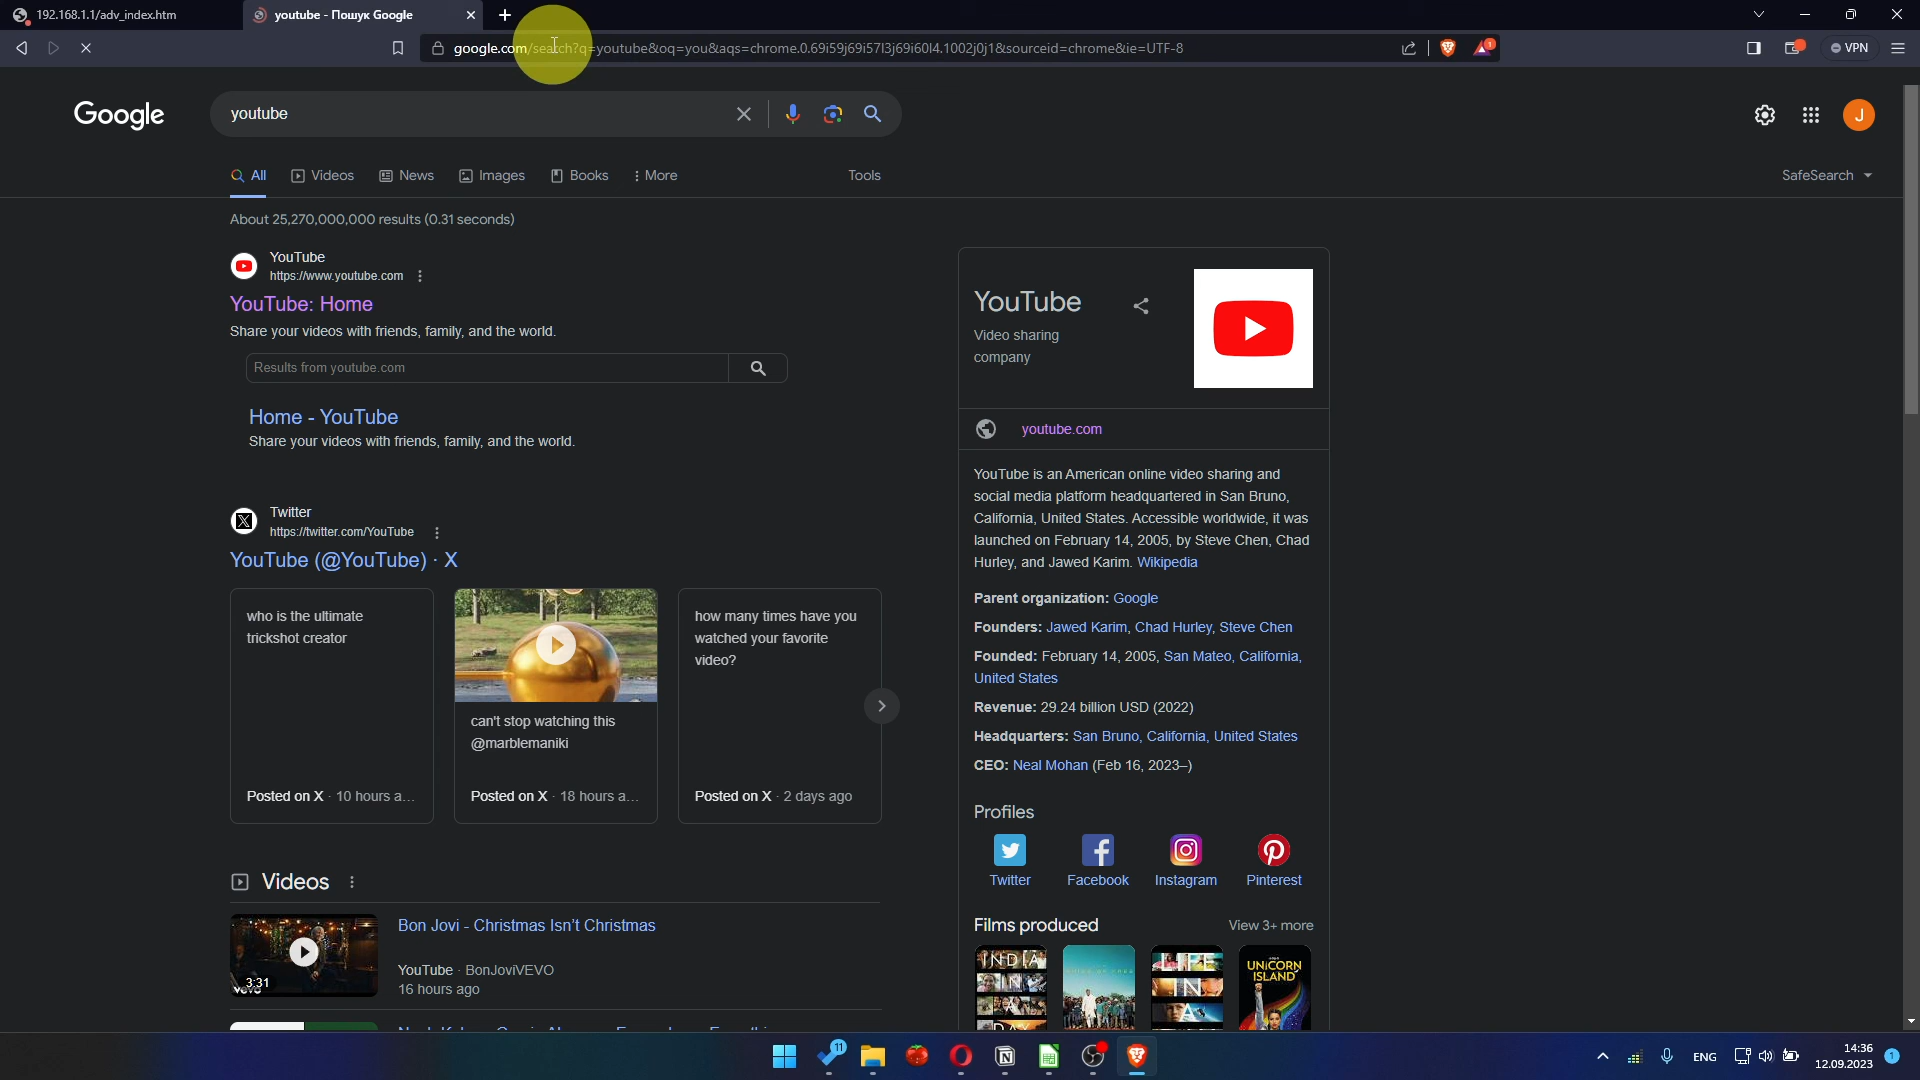 192.168.1.1/adv_index.htm
youtube - Пошук Google
google.com/search?q=youtube&oq=you&aqs=chrome.0.69i59j69i57l3j69i60l4.1002j0j1&sourceid=chrome&ie=UTF-8
1
VPN
Google
youtube
J
All
Videos
News
Images
Books
More
Tools
SafeSearch
About 25,270,000,000 results (0.31 seconds)
YouTube
https://www.youtube.com
YouTube: Home
Share your videos with friends, family, and the world.
Results from youtube.com
Home - YouTube
Share your videos with friends, family, and the world.
Twitter
https://twitter.com/YouTube
YouTube (@YouTube) · X
who is the ultimate
trickshot creator
Posted on X · 10 hours a...
can't stop watching this
@marblemaniki
Posted on X · 18 hours a...
how many times have you
watched your favorite
video?
Posted on X · 2 days ago
Videos
3:31
Bon Jovi - Christmas Isn't Christmas
YouTube · BonJoviVEVO
16 hours ago
YouTube
Video sharing
company
youtube.com
YouTube is an American online video sharing and
social media platform headquartered in San Bruno,
California, United States. Accessible worldwide, it was
launched on February 14, 2005, by Steve Chen, Chad
Hurley, and Jawed Karim. Wikipedia
Parent organization: Google
Founders: Jawed Karim, Chad Hurley, Steve Chen
Founded: February 14, 2005, San Mateo, California,
United States
Revenue: 29.24 billion USD (2022)
Headquarters: San Bruno, California, United States
CEO: Neal Mohan (Feb 16, 2023–)
Profiles
Twitter
Facebook
Instagram
Pinterest
Films produced
View 3+ more
INDIA
IN
A
DAY
LIFE
IN A
UNICORN
ISLAND
11
ENG
14:36
12.09.2023
1